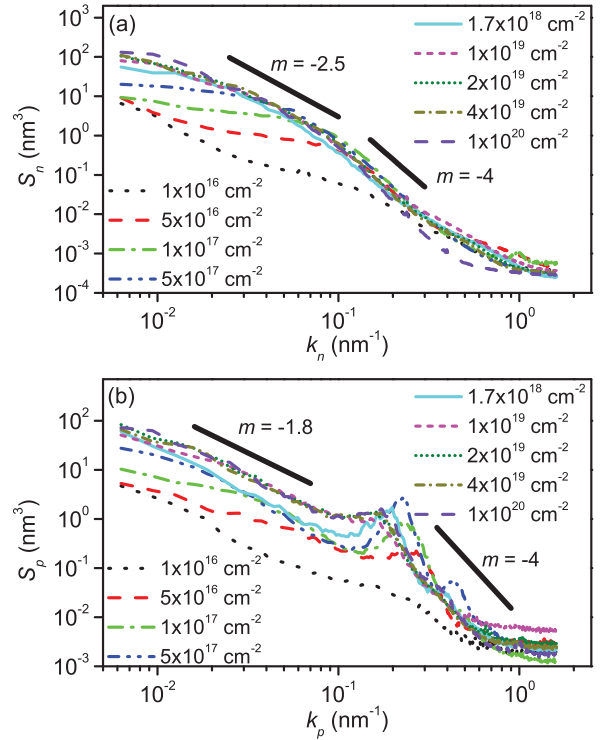 (a)
1.7x10¹⁸ cm⁻²
1x10¹⁹ cm⁻²
2x10¹⁹ cm⁻²
4x10¹⁹ cm⁻²
1x10²⁰ cm⁻²
m = -2.5
m = -4
1x10¹⁶ cm⁻²
5x10¹⁶ cm⁻²
1x10¹⁷ cm⁻²
5x10¹⁷ cm⁻²
10³
10²
10¹
10⁰
10⁻¹
10⁻²
10⁻³
10⁻⁴
Sₙ (nm³)
10⁻² 10⁻¹ 10⁰
kₙ (nm⁻¹)
(b)
1.7x10¹⁸ cm⁻²
1x10¹⁹ cm⁻²
2x10¹⁹ cm⁻²
4x10¹⁹ cm⁻²
1x10²⁰ cm⁻²
m = -1.8
m = -4
1x10¹⁶ cm⁻²
5x10¹⁶ cm⁻²
1x10¹⁷ cm⁻²
5x10¹⁷ cm⁻²
10²
10¹
10⁰
10⁻¹
10⁻²
10⁻³
Sₚ (nm³)
10⁻² 10⁻¹ 10⁰
kₚ (nm⁻¹)